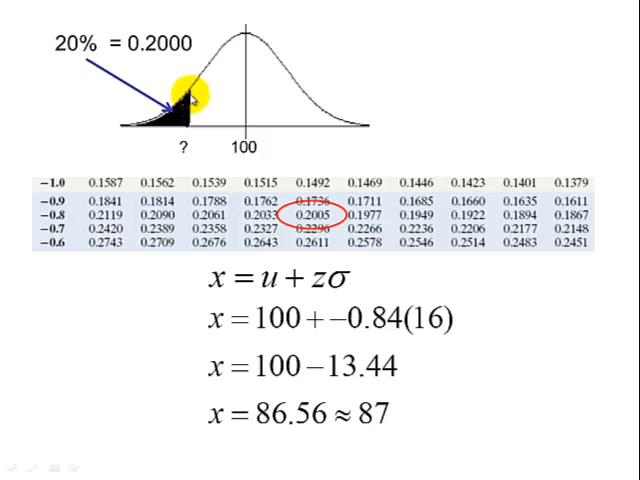 20% = 0.2000
? 100
−1.0 0.1587 0.1562 0.1539 0.1515 0.1492 0.1469 0.1446 0.1423 0.1401 0.1379
−0.9 0.1841 0.1814 0.1788 0.1762 0.1736 0.1711 0.1685 0.1660 0.1635 0.1611
−0.8 0.2119 0.2090 0.2061 0.2033 0.2005 0.1977 0.1949 0.1922 0.1894 0.1867
−0.7 0.2420 0.2389 0.2358 0.2327 0.2296 0.2266 0.2236 0.2206 0.2177 0.2148
−0.6 0.2743 0.2709 0.2676 0.2643 0.2611 0.2578 0.2546 0.2514 0.2483 0.2451
x = u + zσ
x = 100 + −0.84(16)
x = 100 − 13.44
x = 86.56 ≈ 87